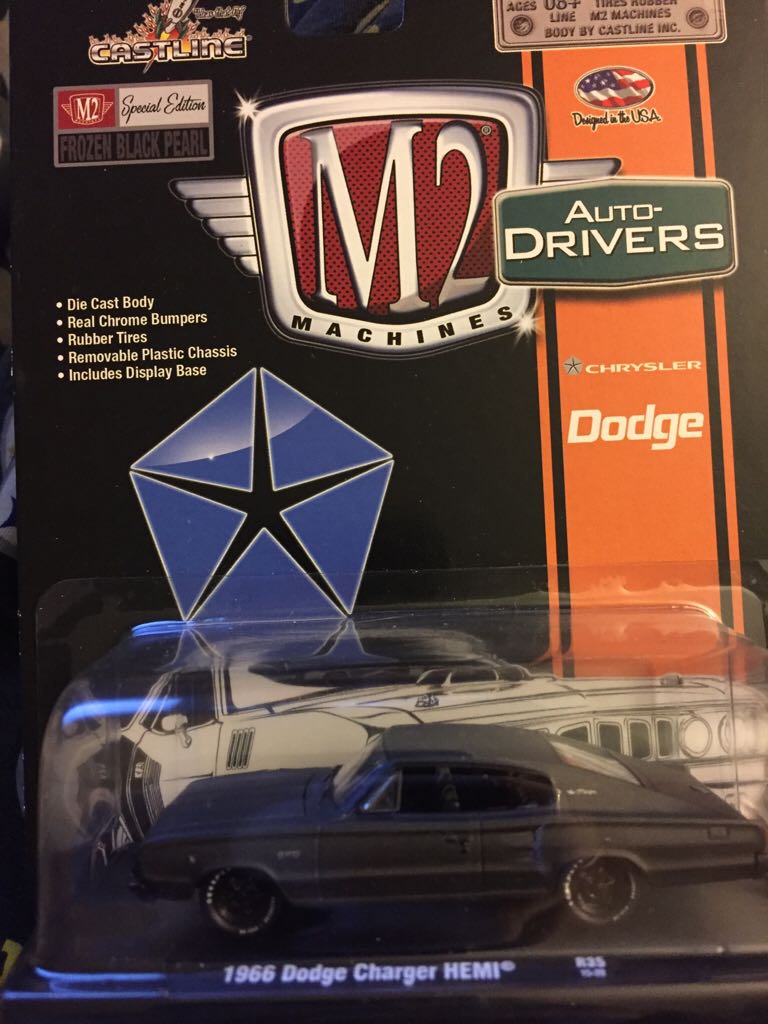 CASTLINE
AGES 08+ TIRES RUBBER
LINE M2 MACHINES
BODY BY CASTLINE INC.
M2 Special Edition
FROZEN BLACK PEARL
Designed in the U.S.A.
M2®
MACHINES
AUTO-
DRIVERS
• Die Cast Body
• Real Chrome Bumpers
• Rubber Tires
• Removable Plastic Chassis
• Includes Display Base
CHRYSLER
Dodge
1966 Dodge Charger HEMI® R35